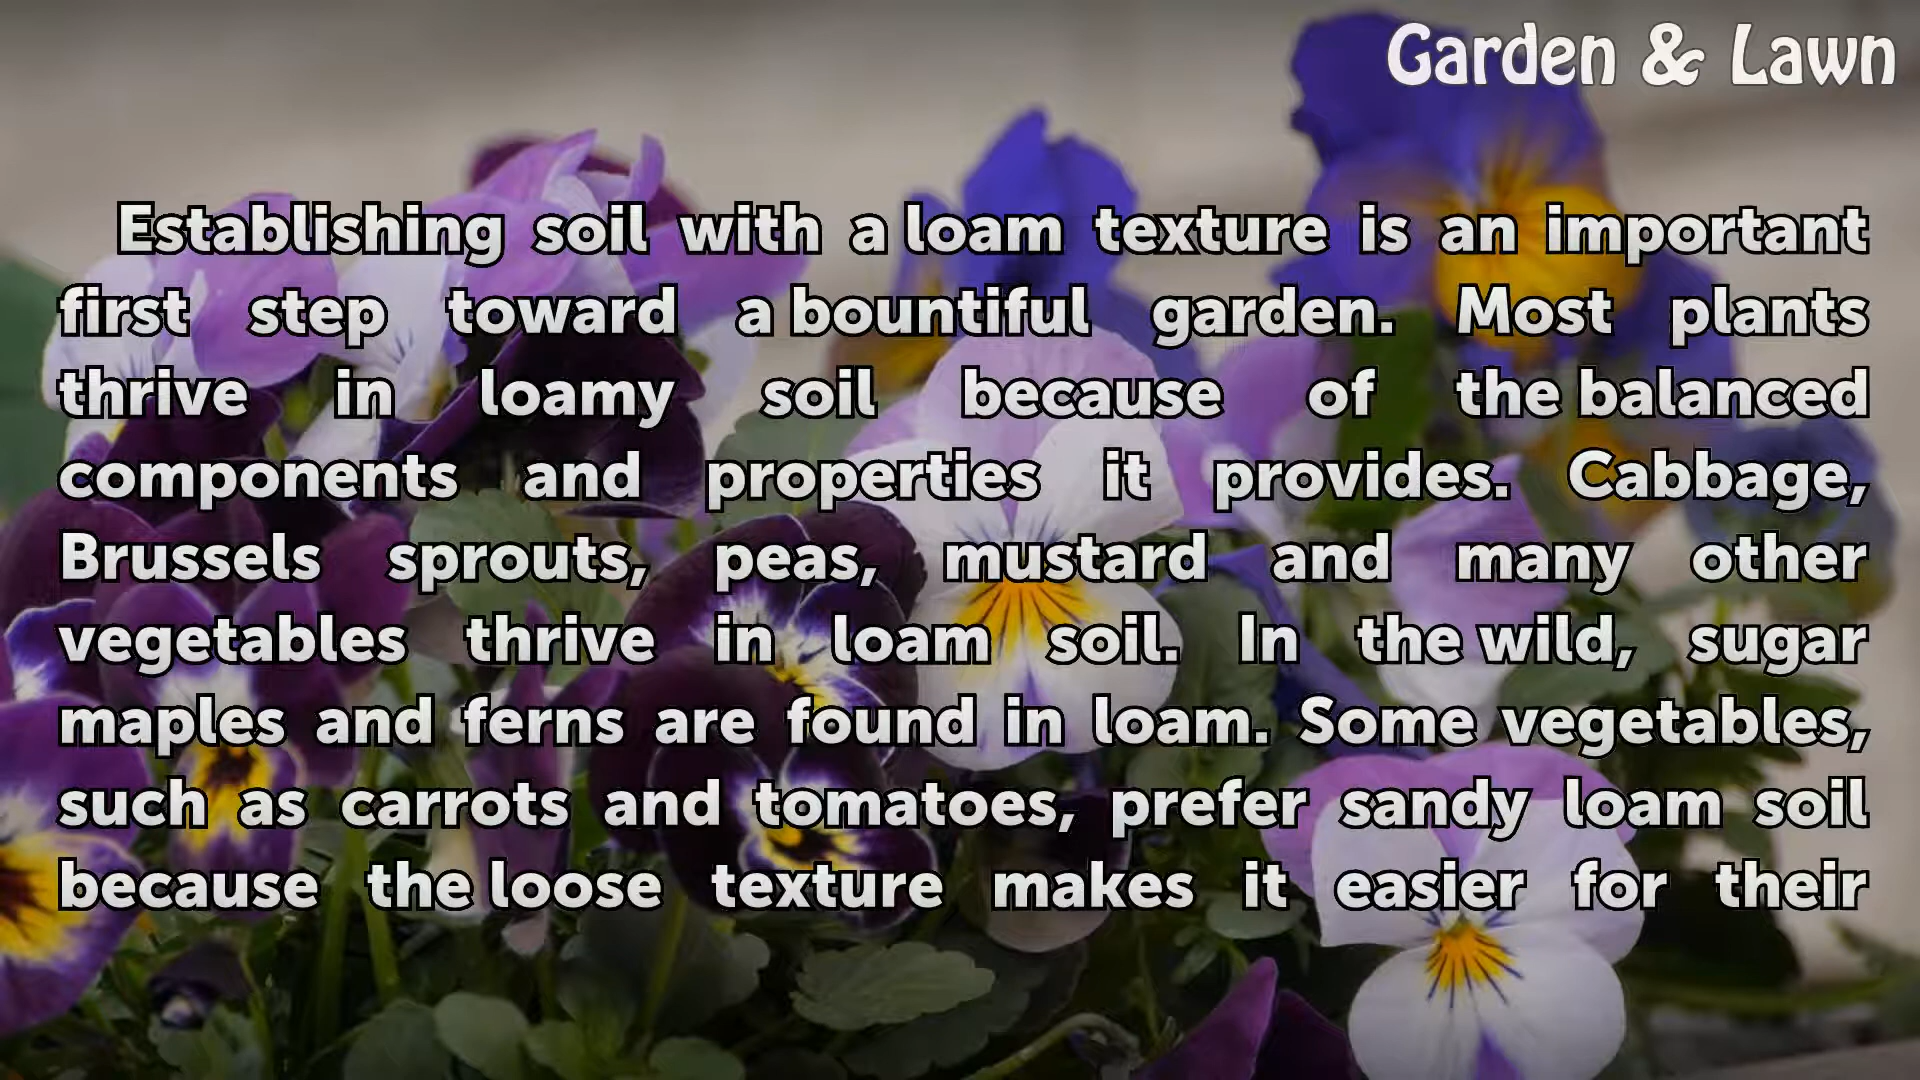 Garden & Lawn
Establishing soil with a loam texture is an important
first step toward a bountiful garden. Most plants
thrive in loamy soil because of the balanced
components and properties it provides. Cabbage,
Brussels sprouts, peas, mustard and many other
vegetables thrive in loam soil. In the wild, sugar
maples and ferns are found in loam. Some vegetables,
such as carrots and tomatoes, prefer sandy loam soil
because the loose texture makes it easier for their